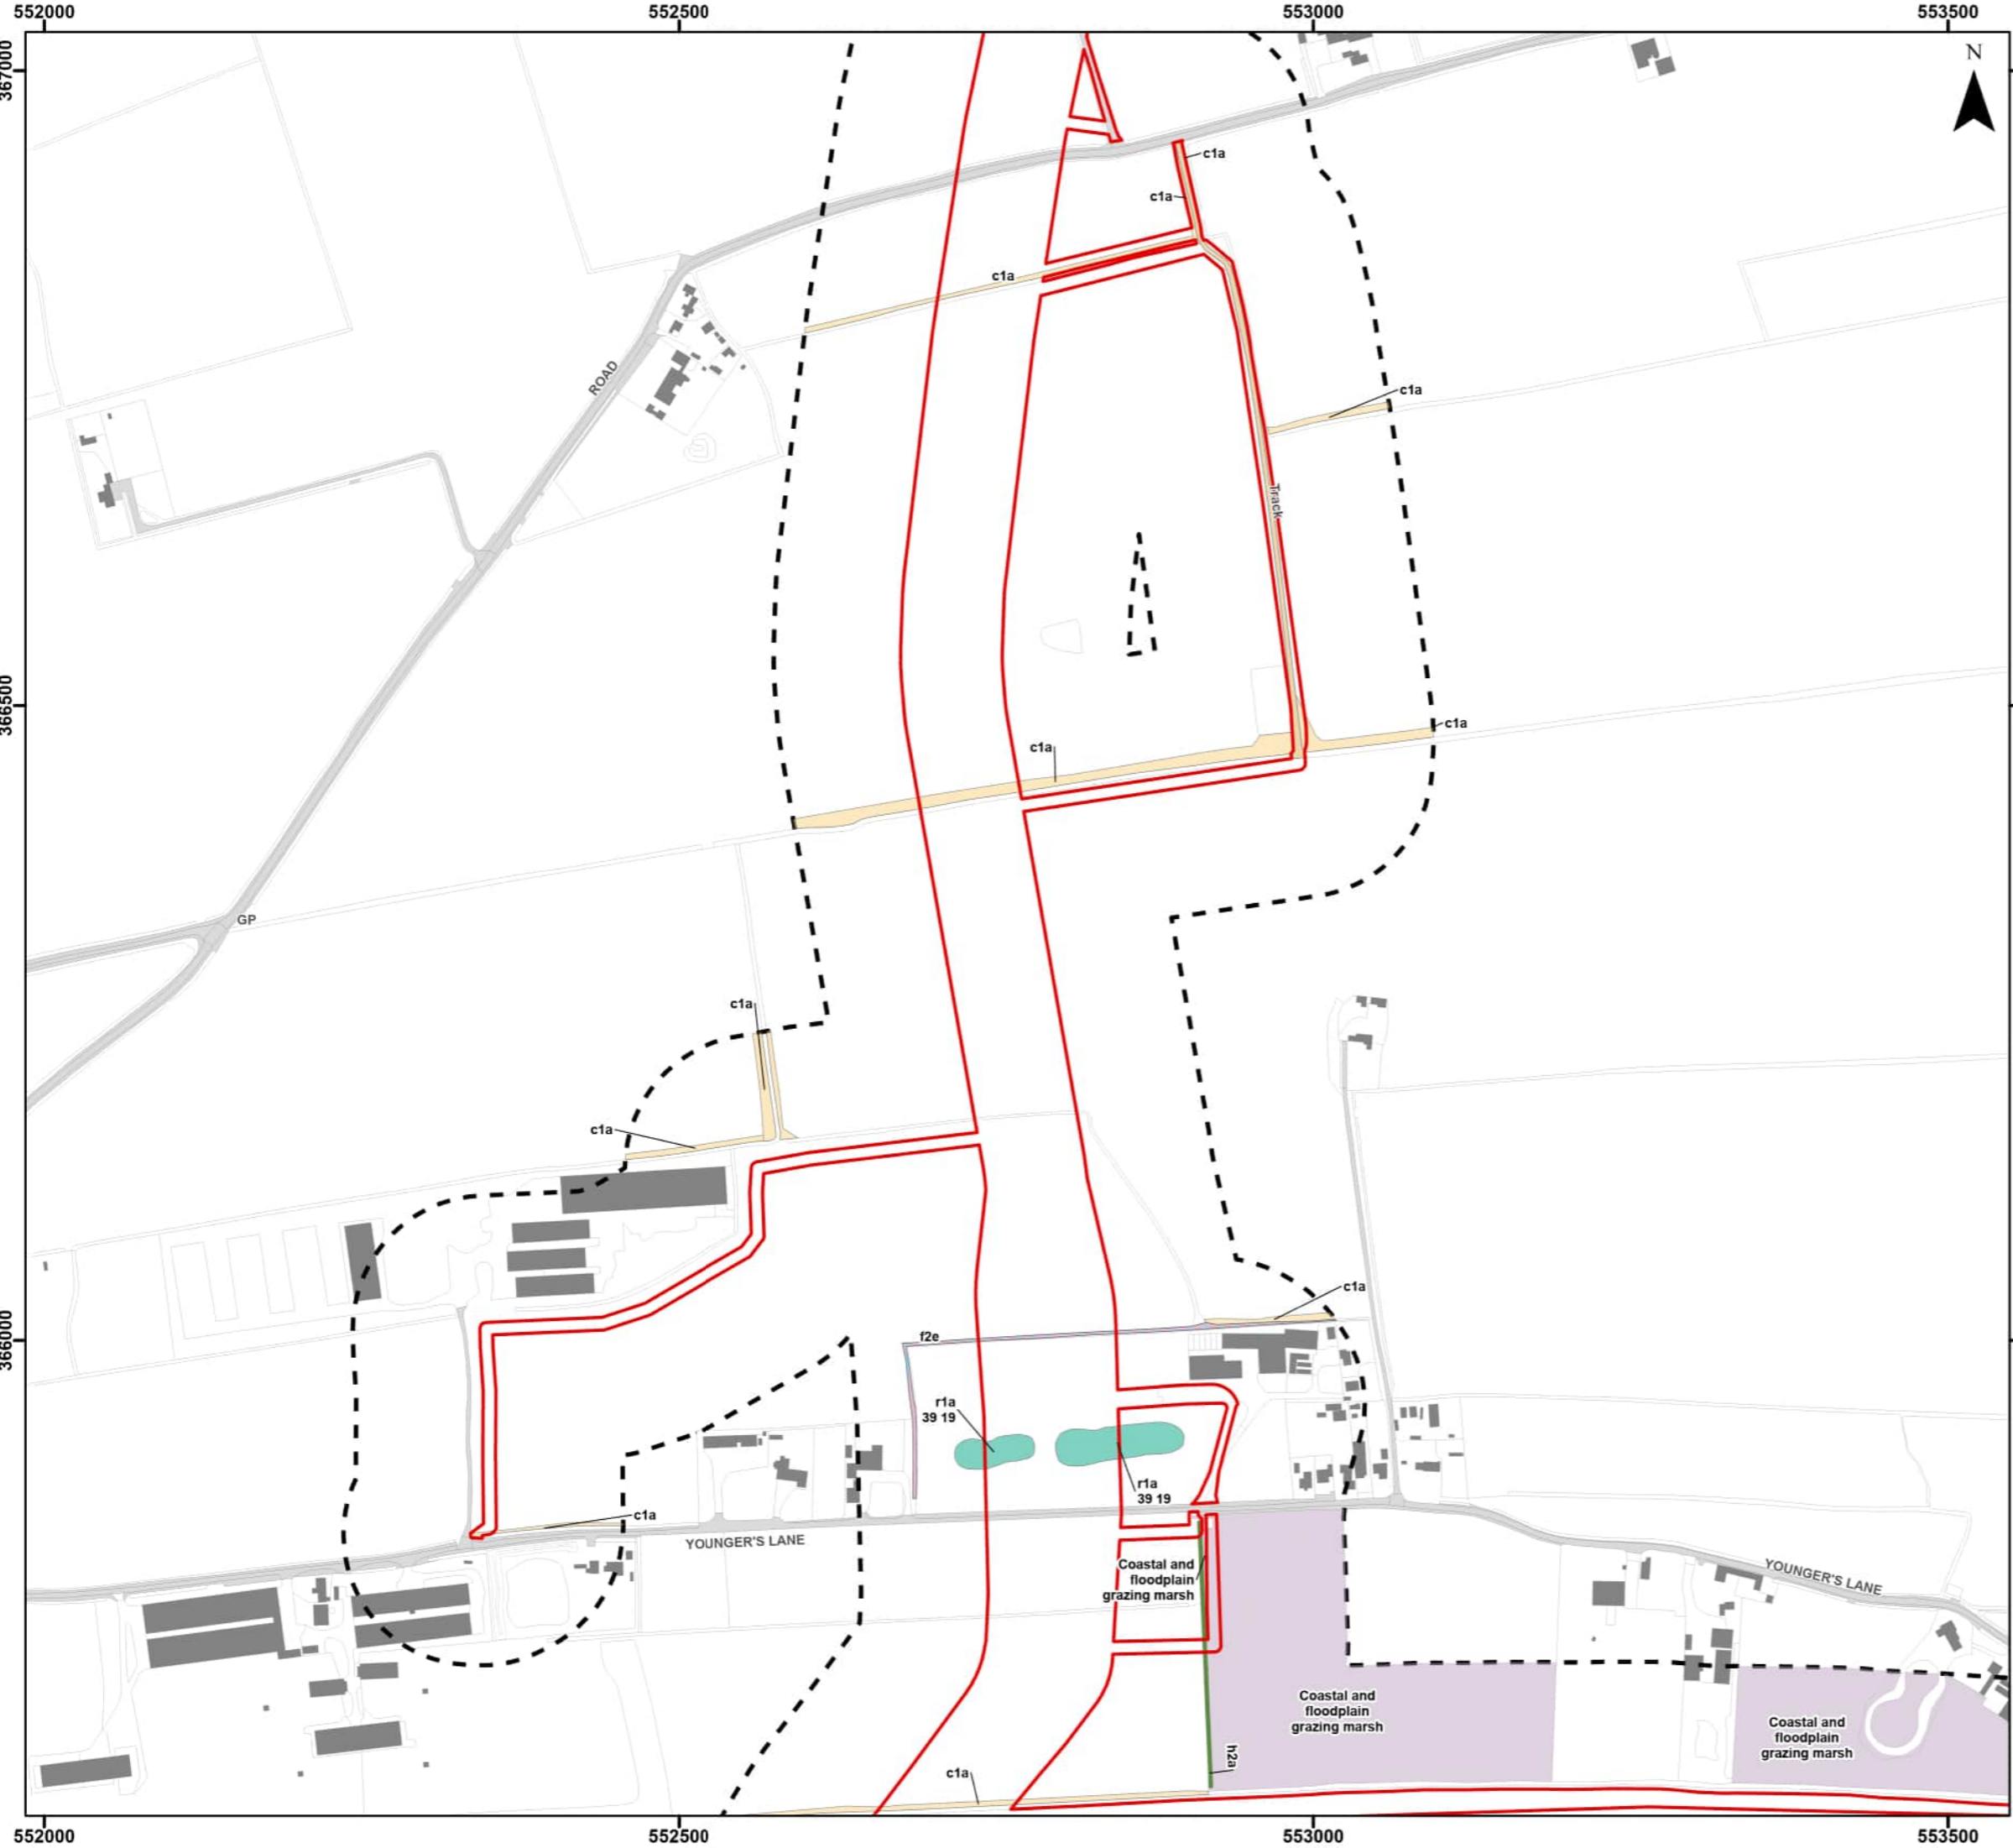 552000
552500
553000
553500
367000
N
c1a
c1a
c1a
ROAD
c1a
Track
366500
c1a
c1a
GP
c1a
c1a
c1a
366000
f2e
r1a
39 19
r1a
39 19
c1a
YOUNGER'S LANE
Coastal and
floodplain
grazing marsh
YOUNGER'S LANE
Coastal and
floodplain
grazing marsh
Coastal and
floodplain
grazing marsh
h2a
c1a
552000
552500
553000
553500